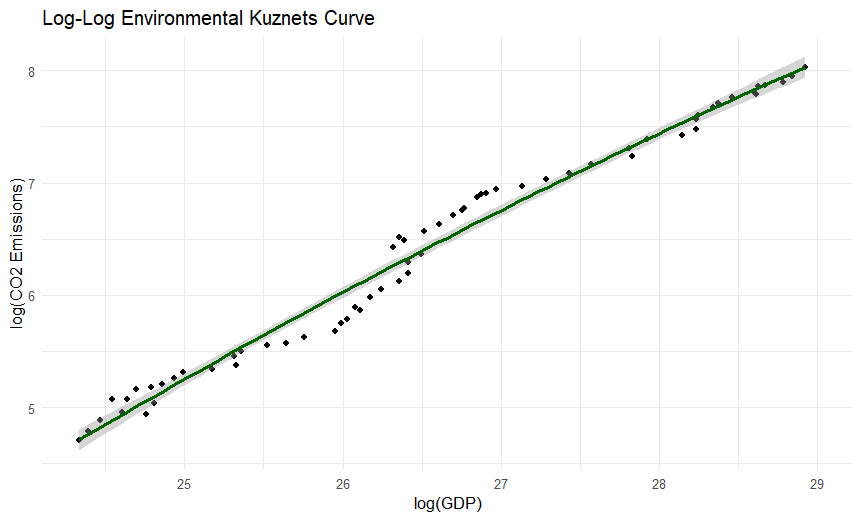 Log-Log Environmental Kuznets Curve
log(CO2 Emissions)
8
7
6
5
25 26 27 28 29
log(GDP)